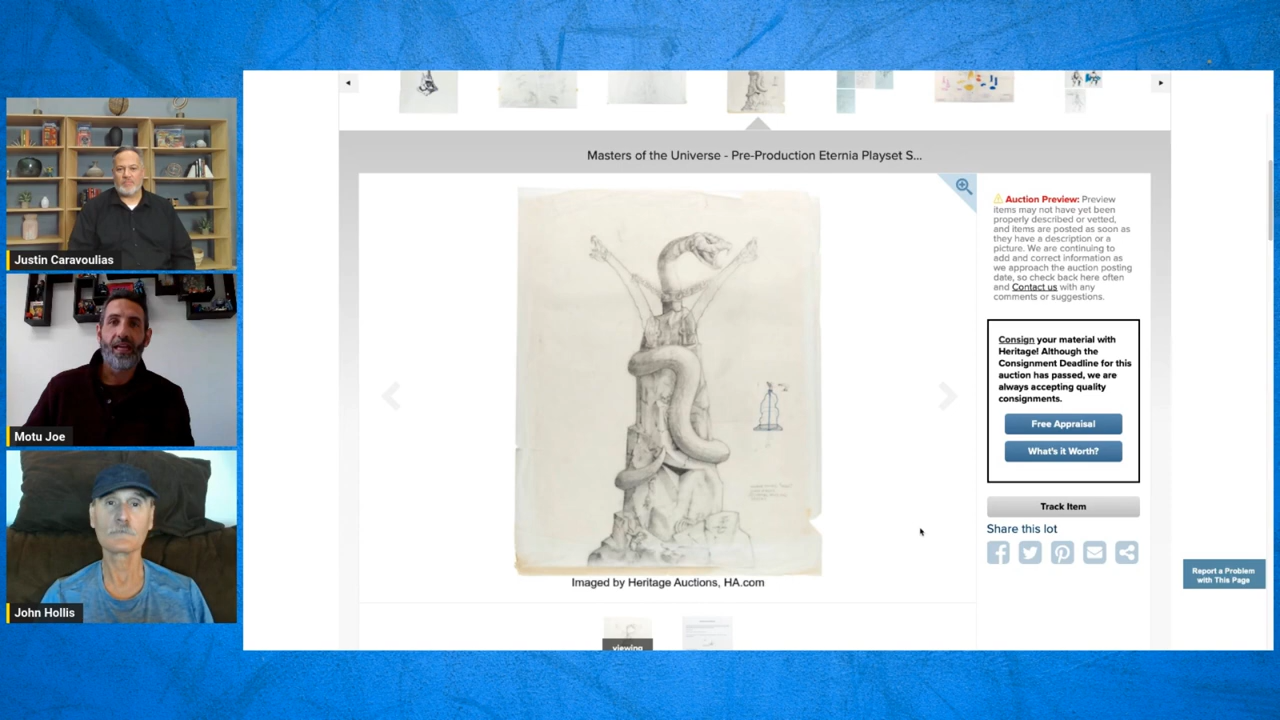 Justin Caravoulias
Motu Joe
John Hollis
Masters of the Universe - Pre-Production Eternia Playset S...
Imaged by Heritage Auctions, HA.com
viewing
Auction Preview: Preview
items may not have yet been
properly described or vetted,
and items are posted as soon as
they have a description or a
picture. We are continuing to
add and correct information as
we approach the auction posting
date, so check back here often
and Contact us with any
comments or suggestions.
Consign your material with
Heritage! Although the
Consignment Deadline for this
auction has passed, we are
always accepting quality
consignments.
Free Appraisal
What's it Worth?
Track Item
Share this lot
Report a Problem
with This Page